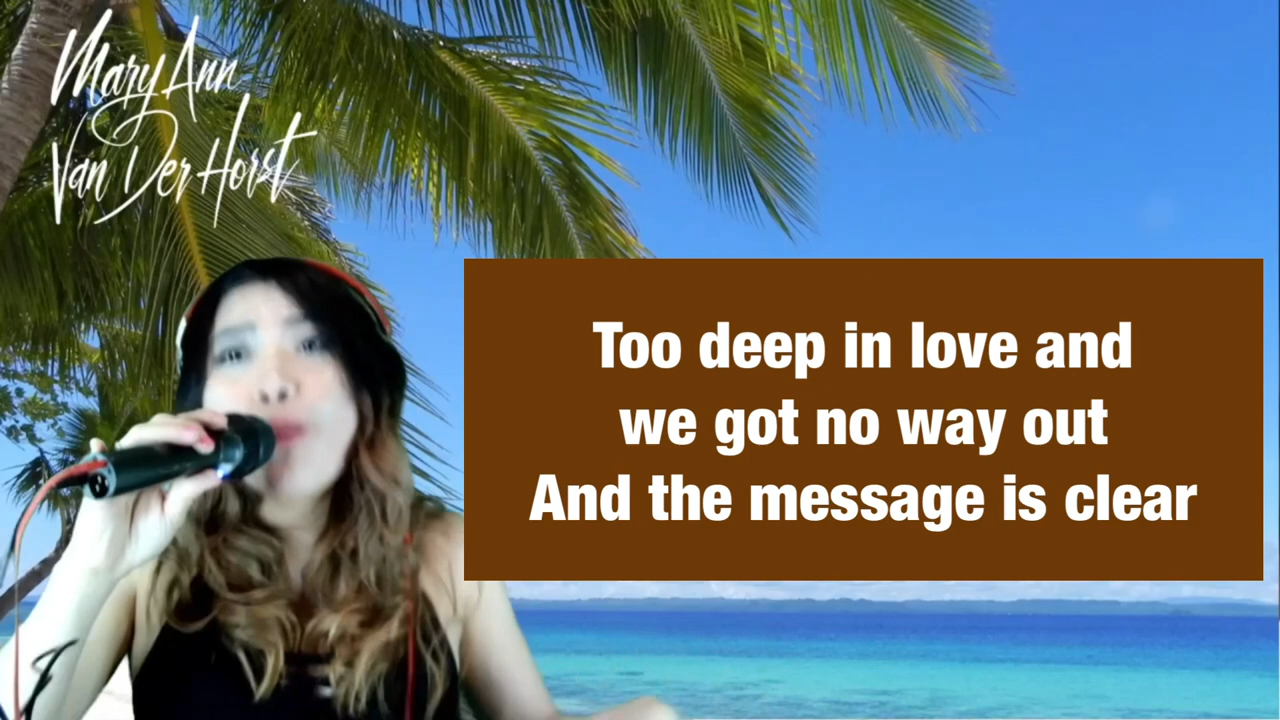 Mary Ann
Van Der Horst
Too deep in love and
we got no way out
And the message is clear